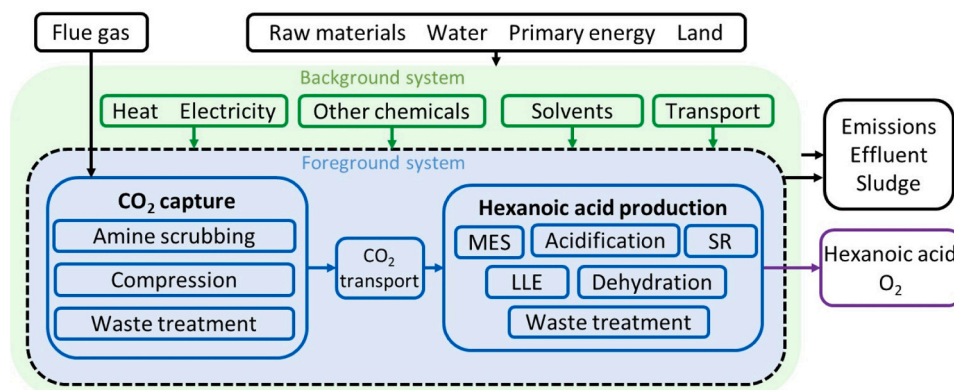 Flue gas
Raw materials Water Primary energy Land
Background system
Heat Electricity
Other chemicals
Solvents
Transport
Foreground system
CO₂ capture
Amine scrubbing
Compression
Waste treatment
CO₂
transport
Hexanoic acid production
MES
Acidification
SR
LLE
Dehydration
Waste treatment
Emissions
Effluent
Sludge
Hexanoic acid
O₂